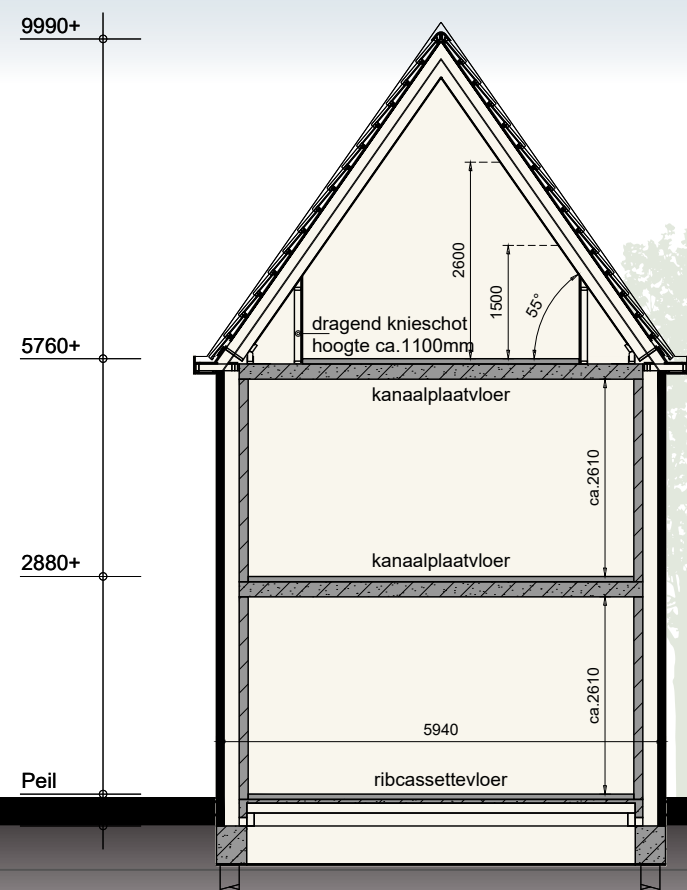 9990+
2600
1500
55°
dragend knieschot
hoogte ca.1100mm
5760+
kanaalplaatvloer
ca.2610
kanaalplaatvloer
2880+
ca.2610
5940
Peil
ribcassettevloer